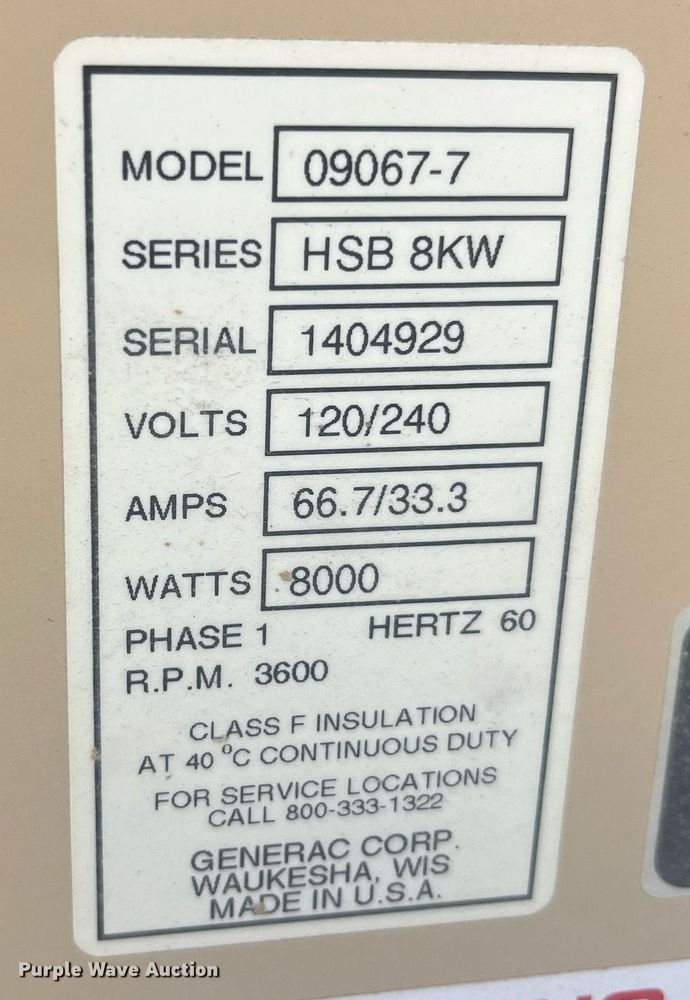 MODEL 09067-7
SERIES HSB 8KW
SERIAL 1404929
VOLTS 120/240
AMPS 66.7/33.3
WATTS 8000
PHASE 1 HERTZ 60
R.P.M. 3600
CLASS F INSULATION
AT 40 °C CONTINUOUS DUTY
FOR SERVICE LOCATIONS
CALL 800-333-1322
GENERAC CORP.
WAUKESHA, WIS
MADE IN U.S.A.
Purple Wave Auction